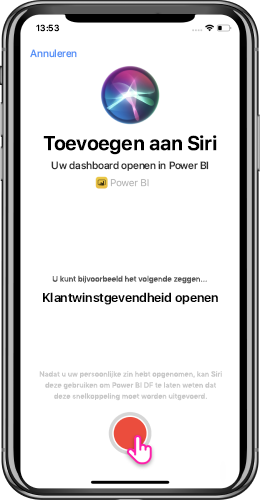 13:53
Annuleren
Toevoegen aan Siri
Uw dashboard openen in Power BI
Power BI
U kunt bijvoorbeeld het volgende zeggen...
Klantwinstgevendheid openen
Nadat u uw persoonlijke zin hebt opgenomen, kan Siri
deze gebruiken om Power BI DF te laten weten dat
deze snelkoppeling moet worden uitgevoerd.